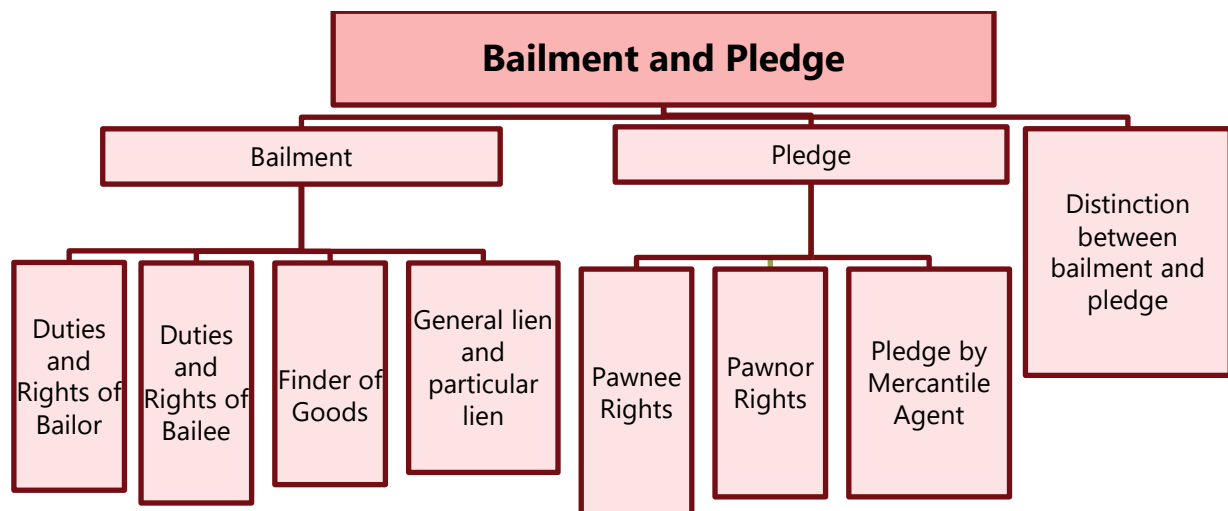 Bailment and Pledge
Bailment
Pledge
Distinction
between
bailment and
pledge
Duties
and
Rights of
Bailor
Duties
and
Rights of
Bailee
Finder of
Goods
General lien
and
particular
lien
Pawnee
Rights
Pawnor
Rights
Pledge by
Mercantile
Agent